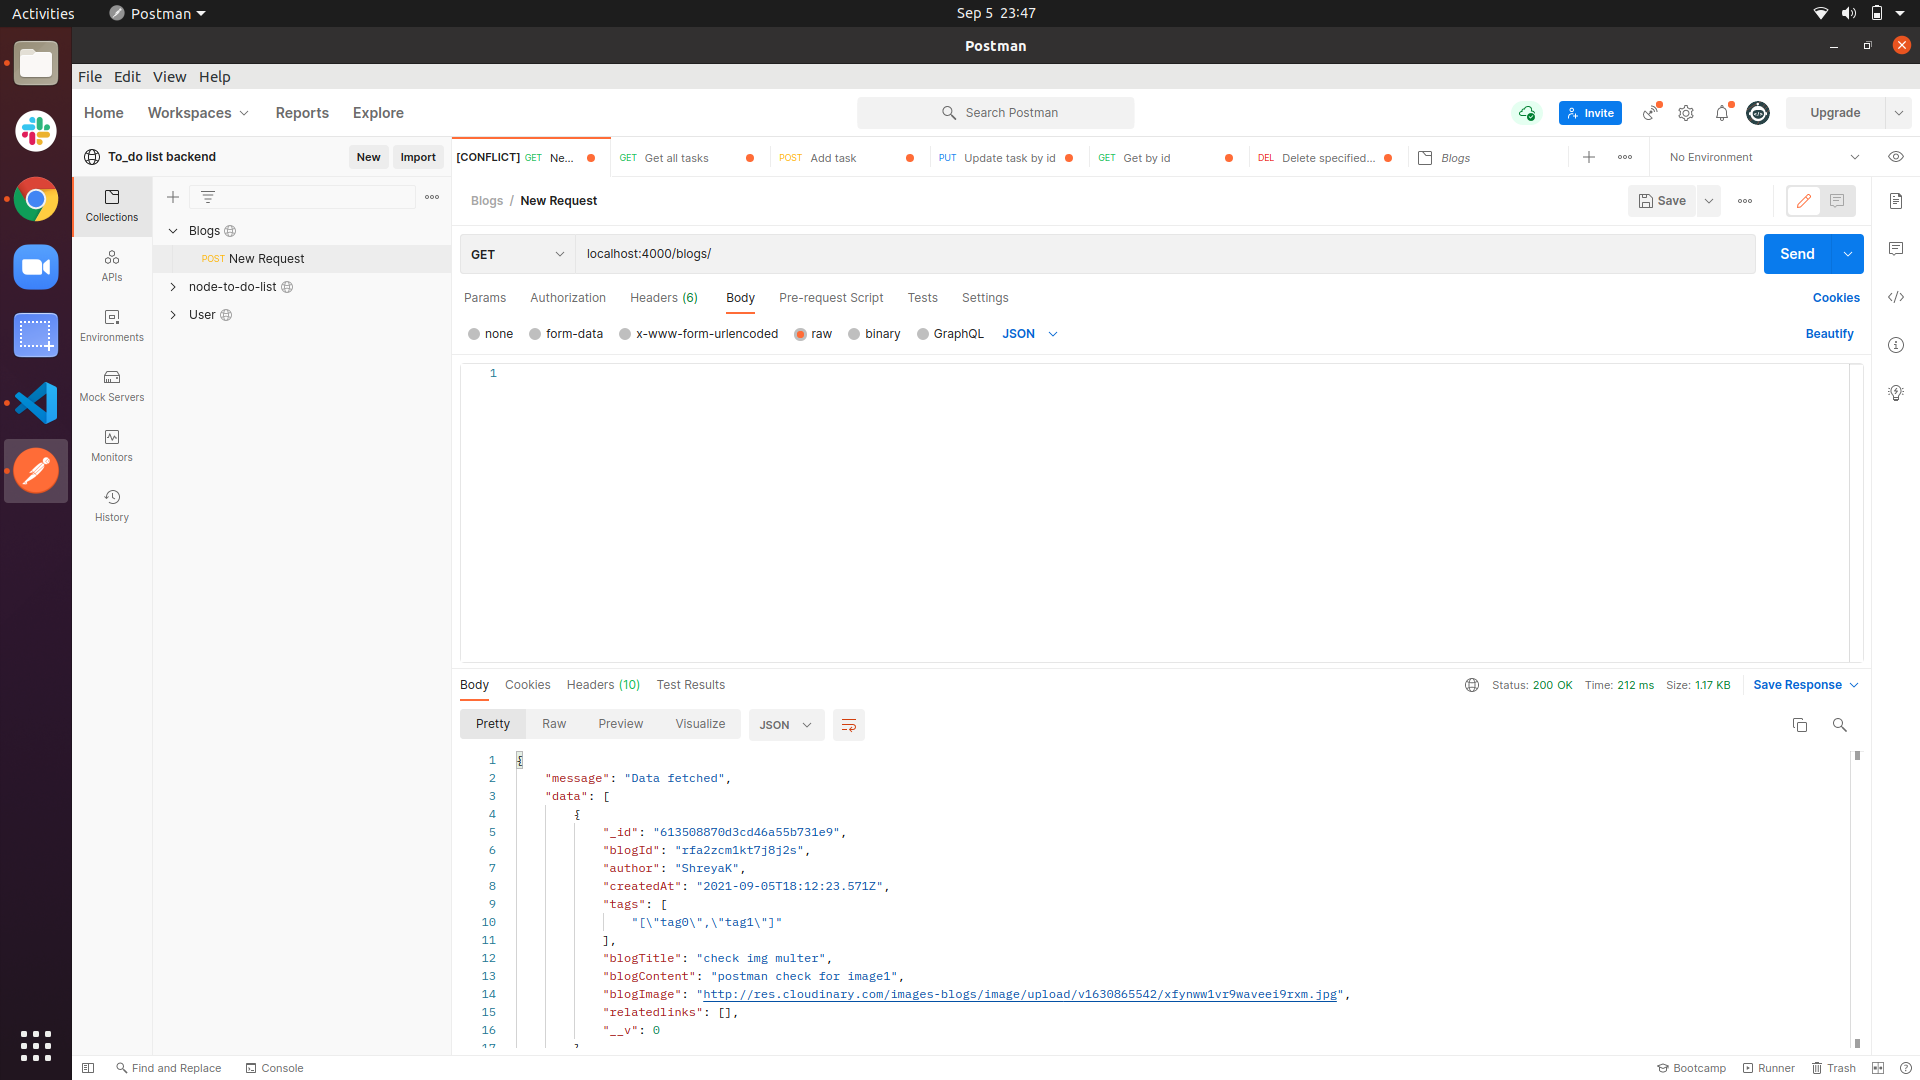 Activities Postman Sep 5 23:47
Postman
File Edit View Help
Home Workspaces Reports Explore Search Postman Invite Upgrade
To_do list backend New Import [CONFLICT] GET Ne... GET Get all tasks POST Add task PUT Update task by id GET Get by id DEL Delete specified... Blogs No Environment
Collections
APIs
Environments
Mock Servers
Monitors
History
Blogs
POST New Request
node-to-do-list
User
Blogs / New Request Save
GET localhost:4000/blogs/ Send
Params Authorization Headers (6) Body Pre-request Script Tests Settings Cookies
none form-data x-www-form-urlencoded raw binary GraphQL JSON Beautify
1
Body Cookies Headers (10) Test Results Status: 200 OK Time: 212 ms Size: 1.17 KB Save Response
Pretty Raw Preview Visualize JSON
1 {
2 "message": "Data fetched",
3 "data": [
4 {
5 "_id": "613508870d3cd46a55b731e9",
6 "blogId": "rfa2zcm1kt7j8j2s",
7 "author": "ShreyaK",
8 "createdAt": "2021-09-05T18:12:23.571Z",
9 "tags": [
10 "[\"tag0\",\"tag1\"]"
11 ],
12 "blogTitle": "check img multer",
13 "blogContent": "postman check for image1",
14 "blogImage": "http://res.cloudinary.com/images-blogs/image/upload/v1630865542/xfynww1vr9waveei9rxm.jpg",
15 "relatedlinks": [],
16 "__v": 0
17 }
Find and Replace Console Bootcamp Runner Trash